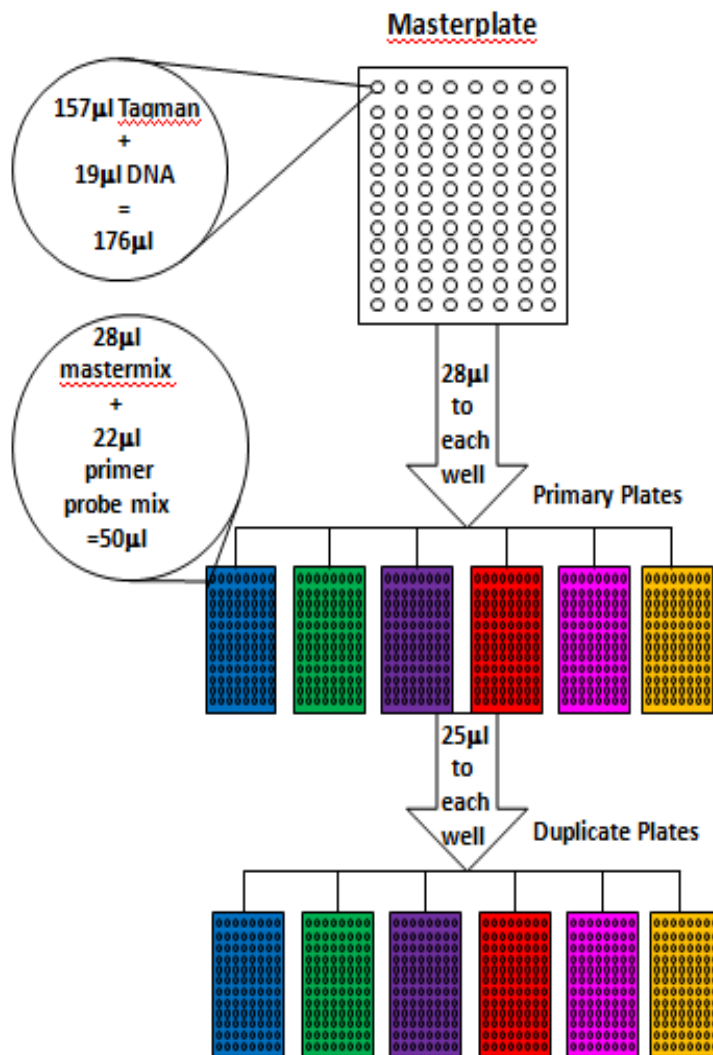 Masterplate
157µl Taqman
+
19µl DNA
=
176µl
28µl
mastermix
+
22µl
primer
probe mix
=50µl
28µl
to
each
well
Primary Plates
25µl
to
each
well
Duplicate Plates